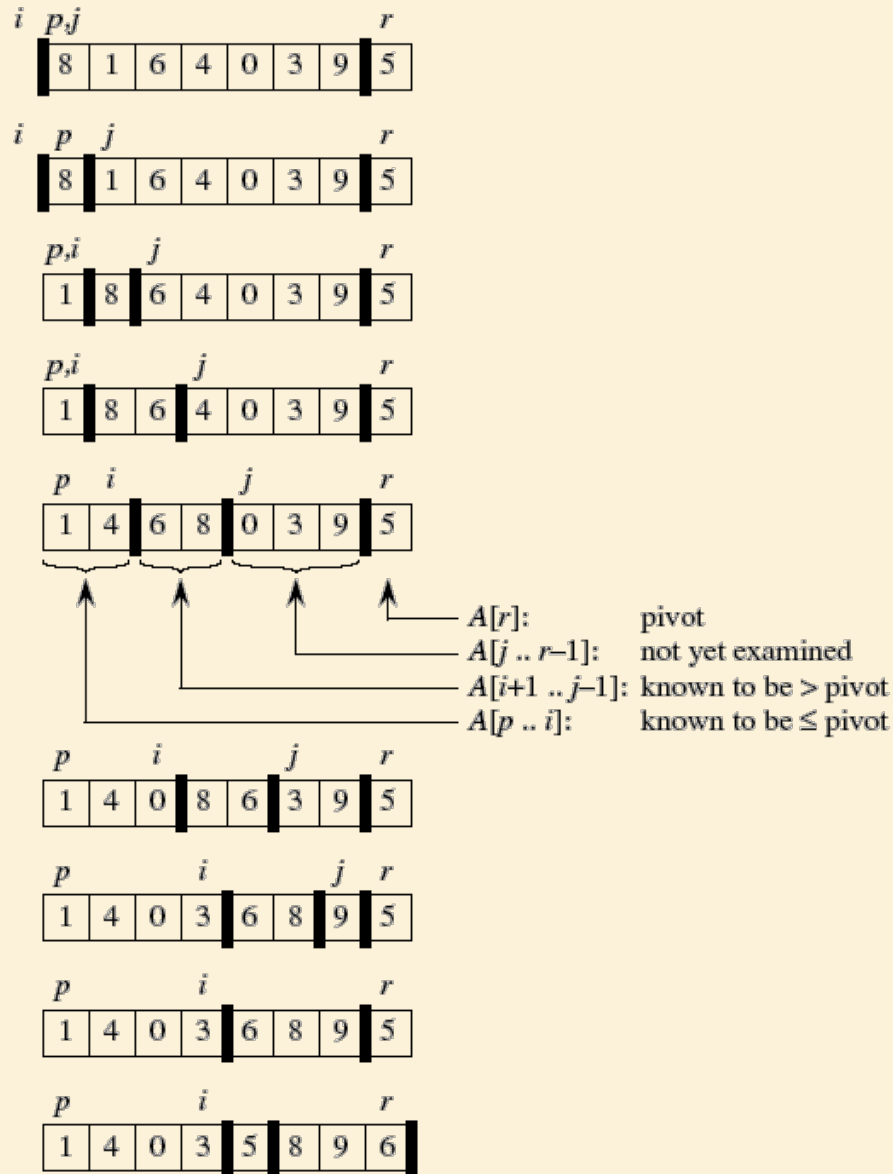 i p,j r
8 1 6 4 0 3 9 5
i p j r
8 1 6 4 0 3 9 5
p,i j r
1 8 6 4 0 3 9 5
p,i j r
1 8 6 4 0 3 9 5
p i j r
1 4 6 8 0 3 9 5
A[r]: pivot
A[j .. r–1]: not yet examined
A[i+1 .. j–1]: known to be > pivot
A[p .. i]: known to be ≤ pivot
p i j r
1 4 0 8 6 3 9 5
p i j r
1 4 0 3 6 8 9 5
p i r
1 4 0 3 6 8 9 5
p i r
1 4 0 3 5 8 9 6